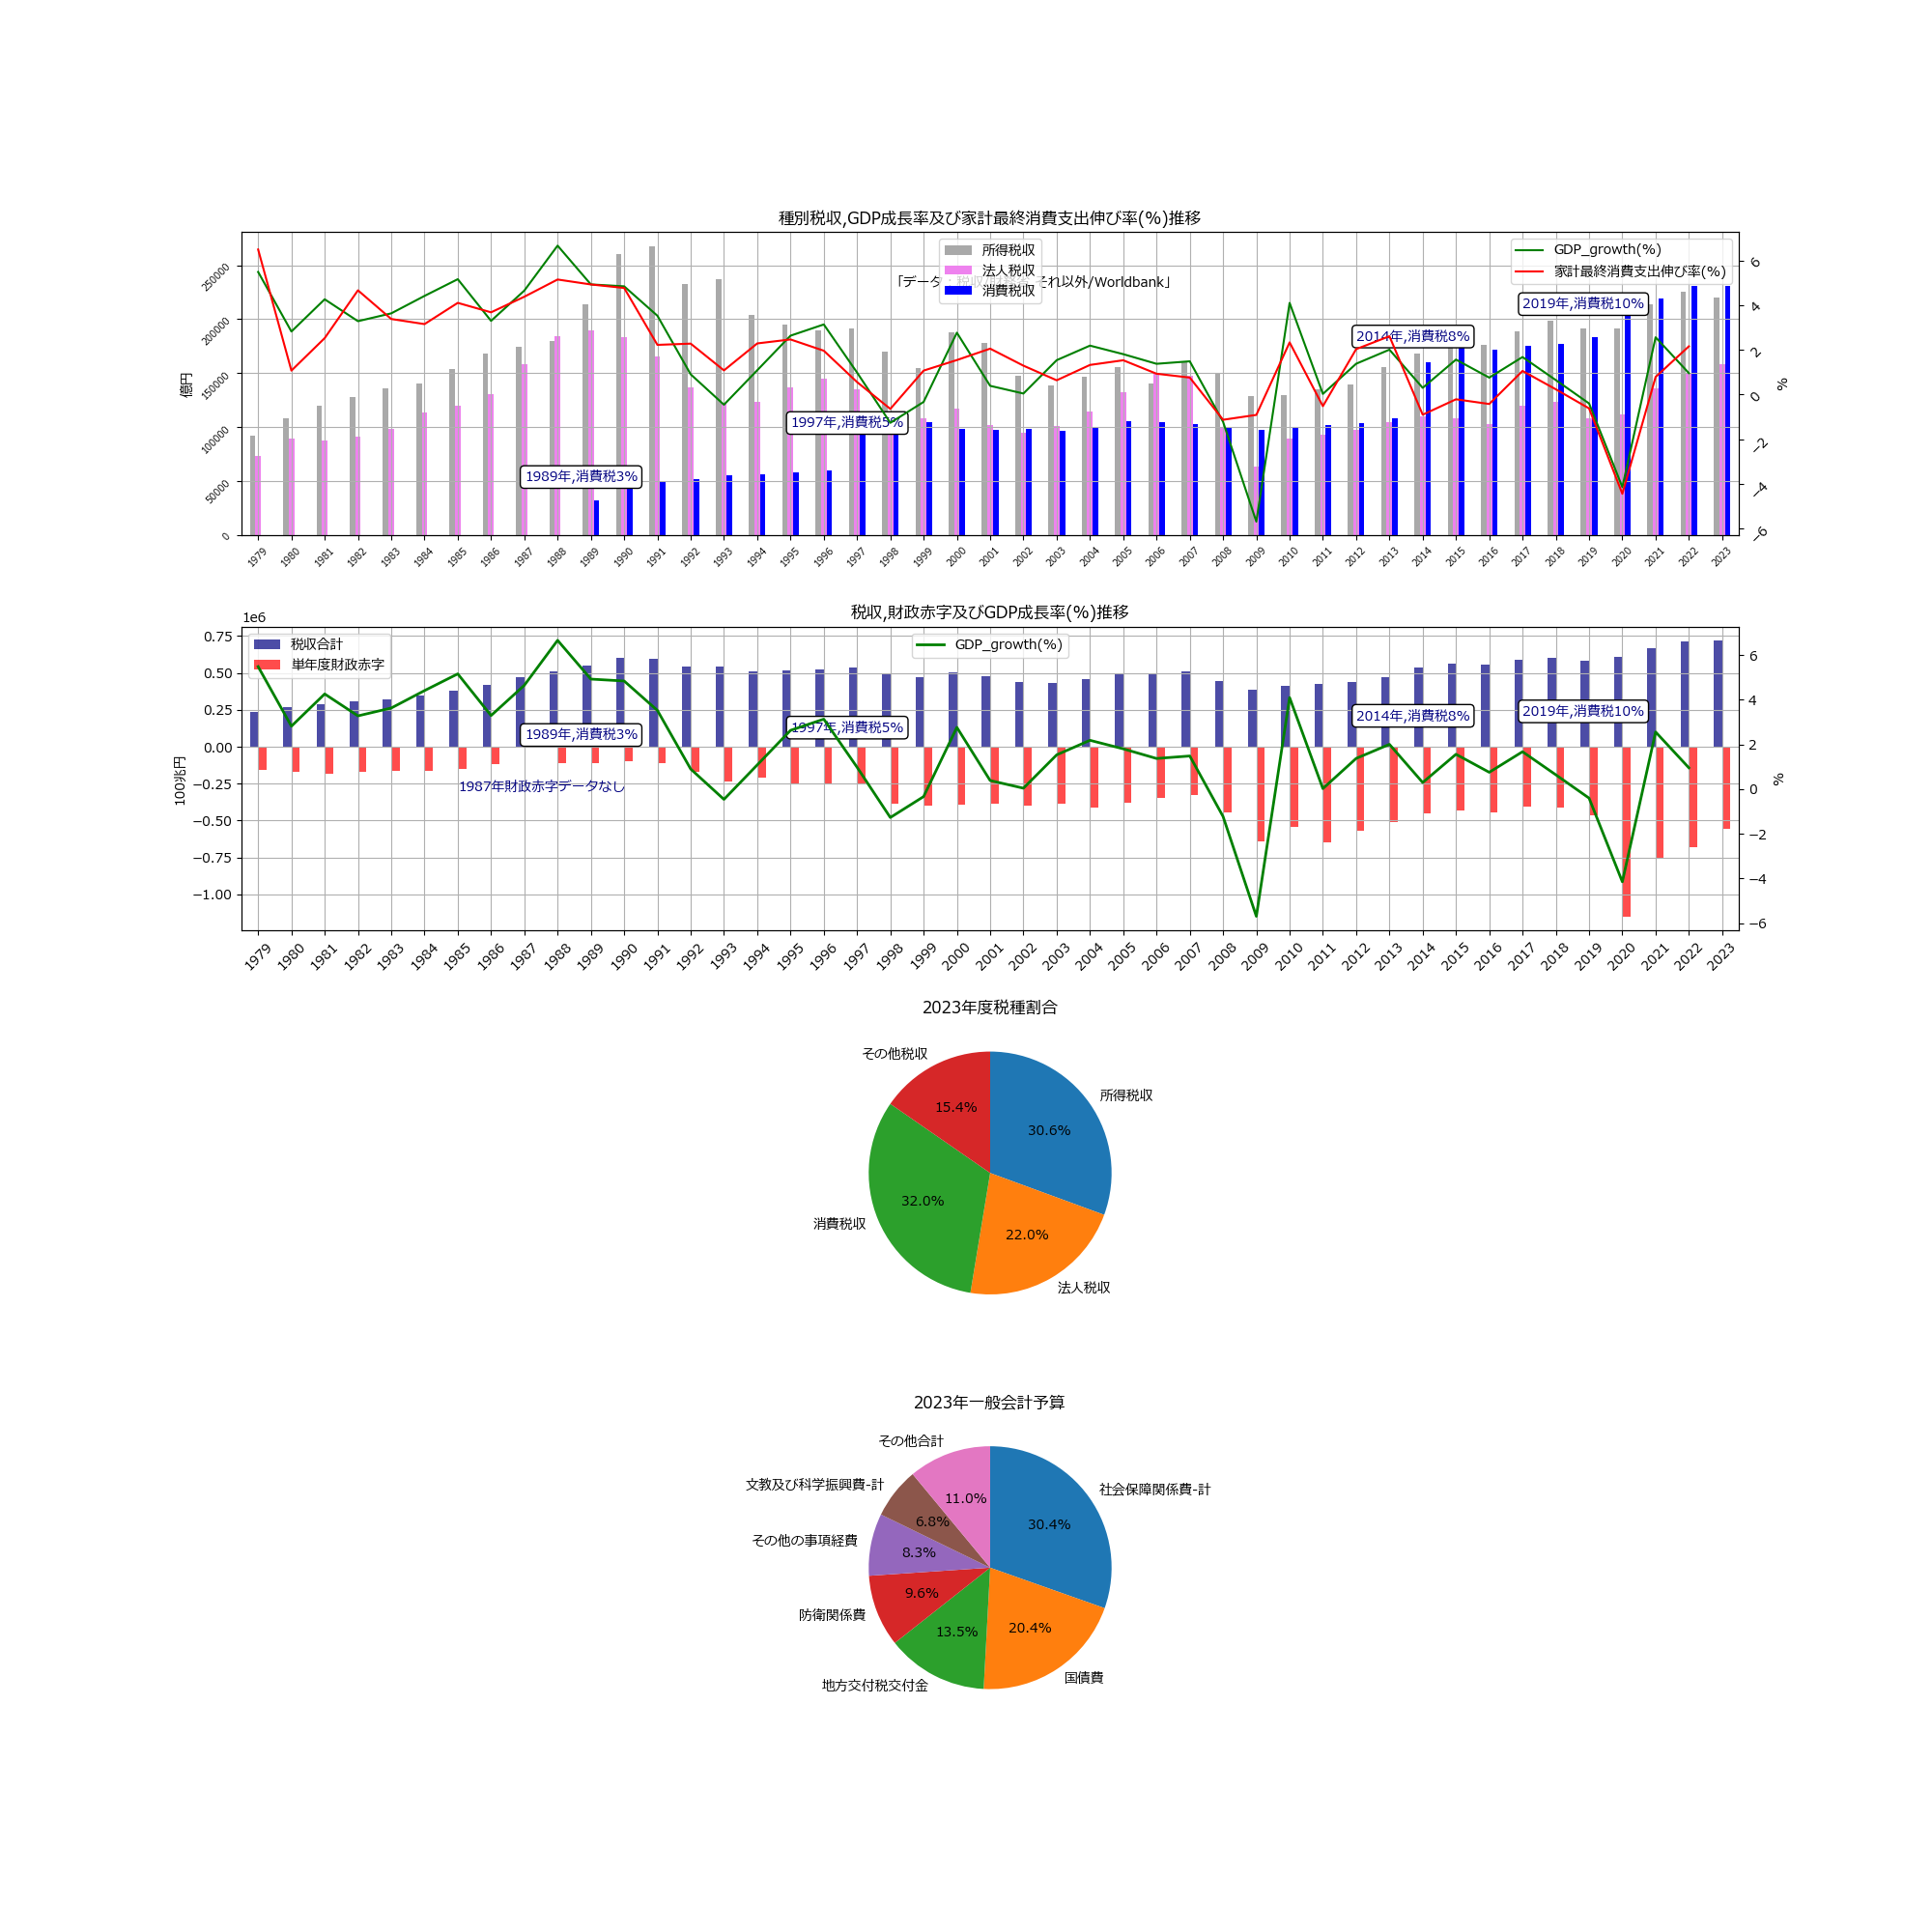 種別税収,GDP成長率及び家計最終消費支出伸び率(%)推移
所得税収
法人税収
消費税収
「データ
それ以外/Worldbank」
GDP_growth(%)
家計最終消費支出伸び率(%)
2019年,消費税10%
2014年,消費税8%
1997年,消費税5%
1989年,消費税3%
億円
250000
200000
150000
100000
50000
0
%
6
4
2
0
−2
−4
−6
1979 1980 1981 1982 1983 1984 1985 1986 1987 1988 1989 1990 1991 1992 1993 1994 1995 1996 1997 1998 1999 2000 2001 2002 2003 2004 2005 2006 2007 2008 2009 2010 2011 2012 2013 2014 2015 2016 2017 2018 2019 2020 2021 2022 2023
税収,財政赤字及びGDP成長率(%)推移
1e6
税収合計
単年度財政赤字
GDP_growth(%)
1989年,消費税3%
1997年,消費税5%
2014年,消費税8%
2019年,消費税10%
1987年財政赤字データなし
100兆円
0.75
0.50
0.25
0.00
−0.25
−0.50
−0.75
−1.00
%
6
4
2
0
−2
−4
−6
1979 1980 1981 1982 1983 1984 1985 1986 1987 1988 1989 1990 1991 1992 1993 1994 1995 1996 1997 1998 1999 2000 2001 2002 2003 2004 2005 2006 2007 2008 2009 2010 2011 2012 2013 2014 2015 2016 2017 2018 2019 2020 2021 2022 2023
2023年度税種割合
その他税収
15.4%
所得税収
30.6%
消費税収
32.0%
法人税収
22.0%
2023年一般会計予算
その他合計
11.0%
文教及び科学振興費-計
6.8%
社会保障関係費-計
30.4%
その他の事項経費
8.3%
防衛関係費
9.6%
地方交付税交付金
13.5%
国債費
20.4%